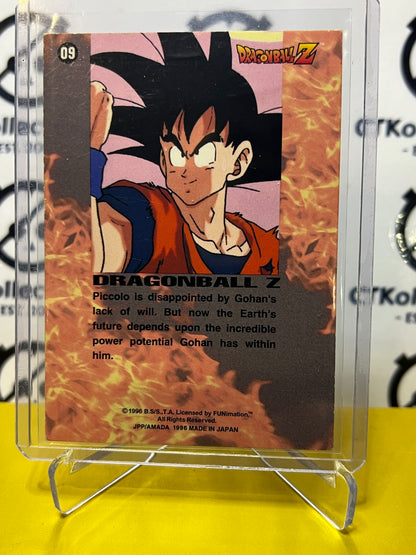 09
DRAGONBALL Z
DRAGONBALL Z
Piccolo is disappointed by Gohan's
lack of will. But now the Earth's
future depends upon the incredible
power potential Gohan has within
him.
©1996 B.S/S.,T.A. Licensed by FUNimation.™
All Rights Reserved.
JPP/AMADA 1996 MADE IN JAPAN